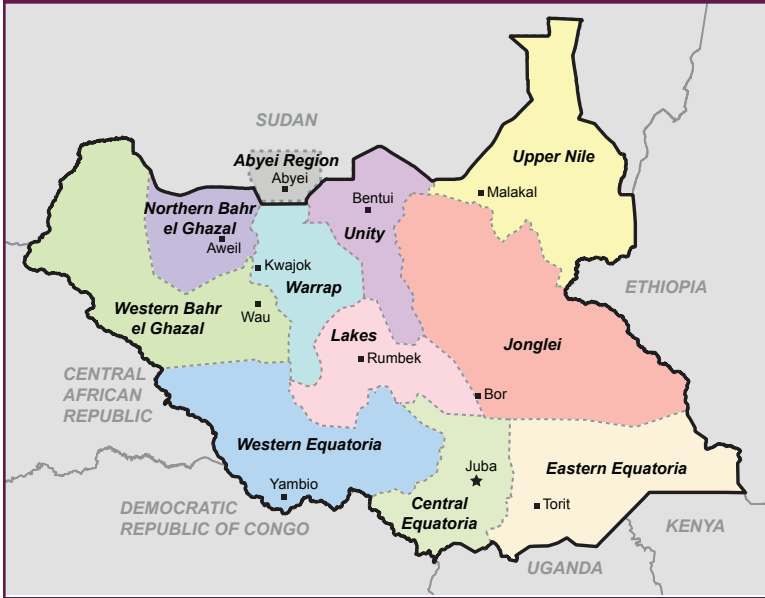 SUDAN
Abyei Region
Abyei
Upper Nile
Malakal
Bentui
Northern Bahr
el Ghazal
Aweil
Unity
Kwajok
Warrap
ETHIOPIA
Western Bahr
el Ghazal
Wau
Lakes
Rumbek
Jonglei
CENTRAL
AFRICAN
REPUBLIC
Bor
Western Equatoria
Juba
Eastern Equatoria
Yambio
Central
Equatoria
Torit
DEMOCRATIC
REPUBLIC OF CONGO
KENYA
UGANDA